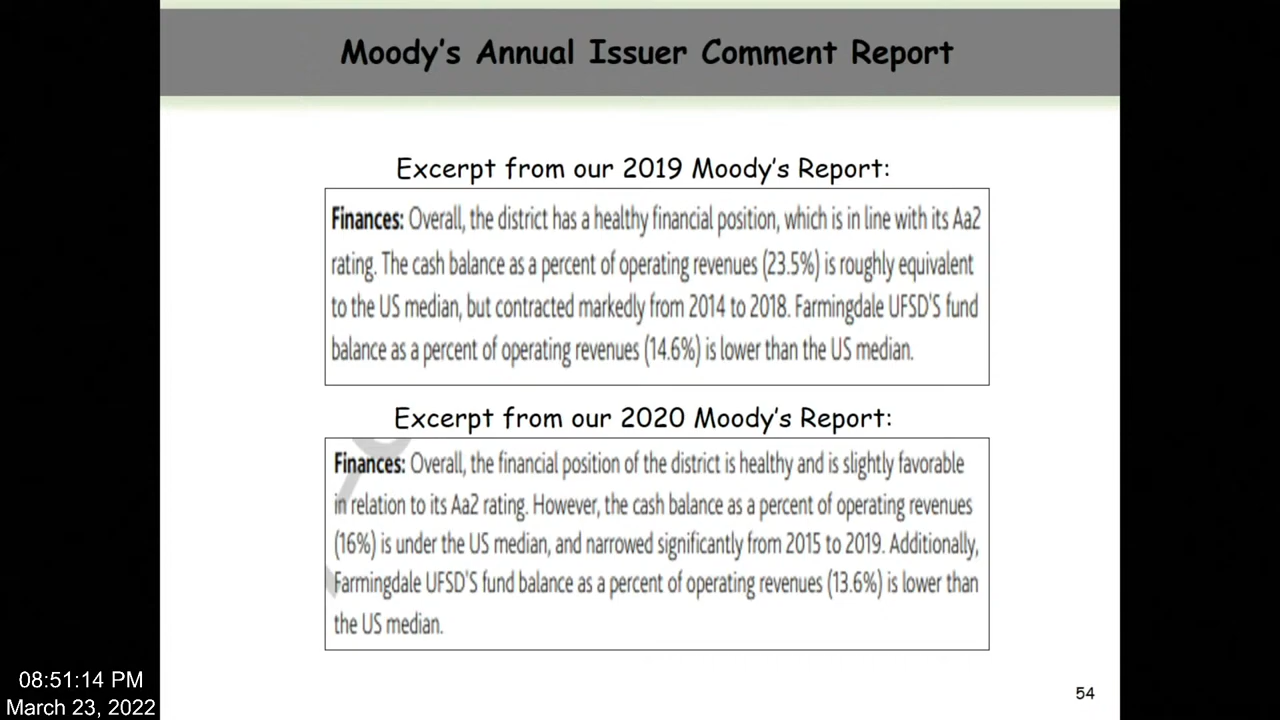 Moody's Annual Issuer Comment Report
Excerpt from our 2019 Moody's Report:
Finances: Overall, the district has a healthy financial position, which is in line with its Aa2
rating. The cash balance as a percent of operating revenues (23.5%) is roughly equivalent
to the US median, but contracted markedly from 2014 to 2018. Farmingdale UFSD'S fund
balance as a percent of operating revenues (14.6%) is lower than the US median.
Excerpt from our 2020 Moody's Report:
Finances: Overall, the financial position of the district is healthy and is slightly favorable
in relation to its Aa2 rating. However, the cash balance as a percent of operating revenues
(16%) is under the US median, and narrowed significantly from 2015 to 2019. Additionally,
Farmingdale UFSD'S fund balance as a percent of operating revenues (13.6%) is lower than
the US median.
08:51:14 PM
March 23, 2022
54